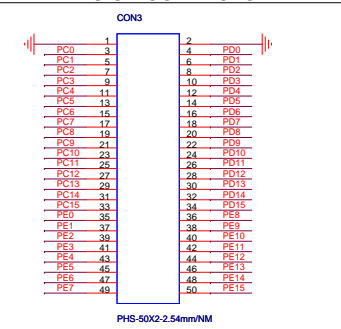 CON3
1 2
PC0 3 4 PD0
PC1 5 6 PD1
PC2 7 8 PD2
PC3 9 10 PD3
PC4 11 12 PD4
PC5 13 14 PD5
PC6 15 16 PD6
PC7 17 18 PD7
PC8 19 20 PD8
PC9 21 22 PD9
PC10 23 24 PD10
PC11 25 26 PD11
PC12 27 28 PD12
PC13 29 30 PD13
PC14 31 32 PD14
PC15 33 34 PD15
PE0 35 36 PE8
PE1 37 38 PE9
PE2 39 40 PE10
PE3 41 42 PE11
PE4 43 44 PE12
PE5 45 46 PE13
PE6 47 48 PE14
PE7 49 50 PE15
PHS-50X2-2.54mm/NM